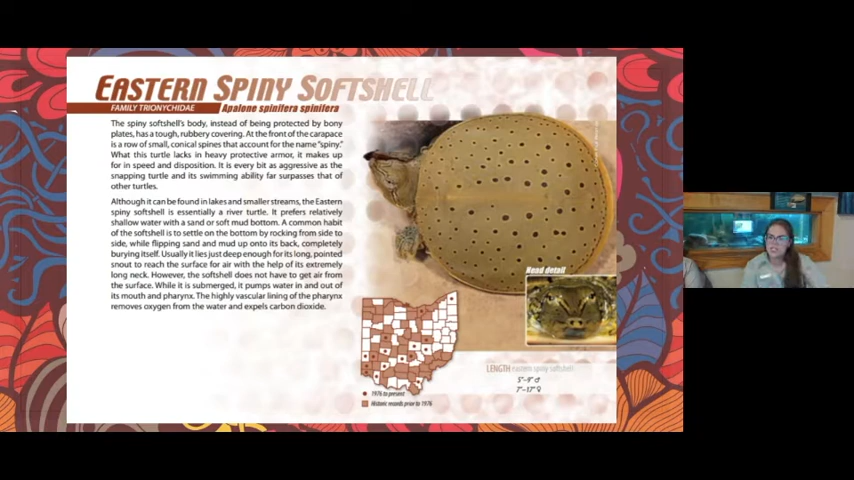 EASTERN SPINY SOFTSHELL
FAMILY TRIONYCHIDAE Apalone spinifera spinifera
The spiny softshell's body, instead of being protected by bony
plates, has a tough, rubbery covering. At the front of the carapace
is a row of small, conical spines that account for the name "spiny."
What this turtle lacks in heavy protective armor, it makes up
for in speed and disposition. It is every bit as aggressive as the
snapping turtle and its swimming ability far surpasses that of
other turtles.
Although it can be found in lakes and smaller streams, the Eastern
spiny softshell is essentially a river turtle. It prefers relatively
shallow water with a sand or soft mud bottom. A common habit
of the softshell is to settle on the bottom by rocking from side to
side, while flipping sand and mud up onto its back, completely
burying itself. Usually it lies just deep enough for its long, pointed
snout to reach the surface for air with the help of its extremely
long neck. However, the softshell does not have to get air from
the surface. While it is submerged, it pumps water in and out of
its mouth and pharynx. The highly vascular lining of the pharynx
removes oxygen from the water and expels carbon dioxide.
Head detail
LENGTH eastern spiny softshell
5"–9" ♂
7"–17" ♀
1976 to present
Historic records prior to 1976